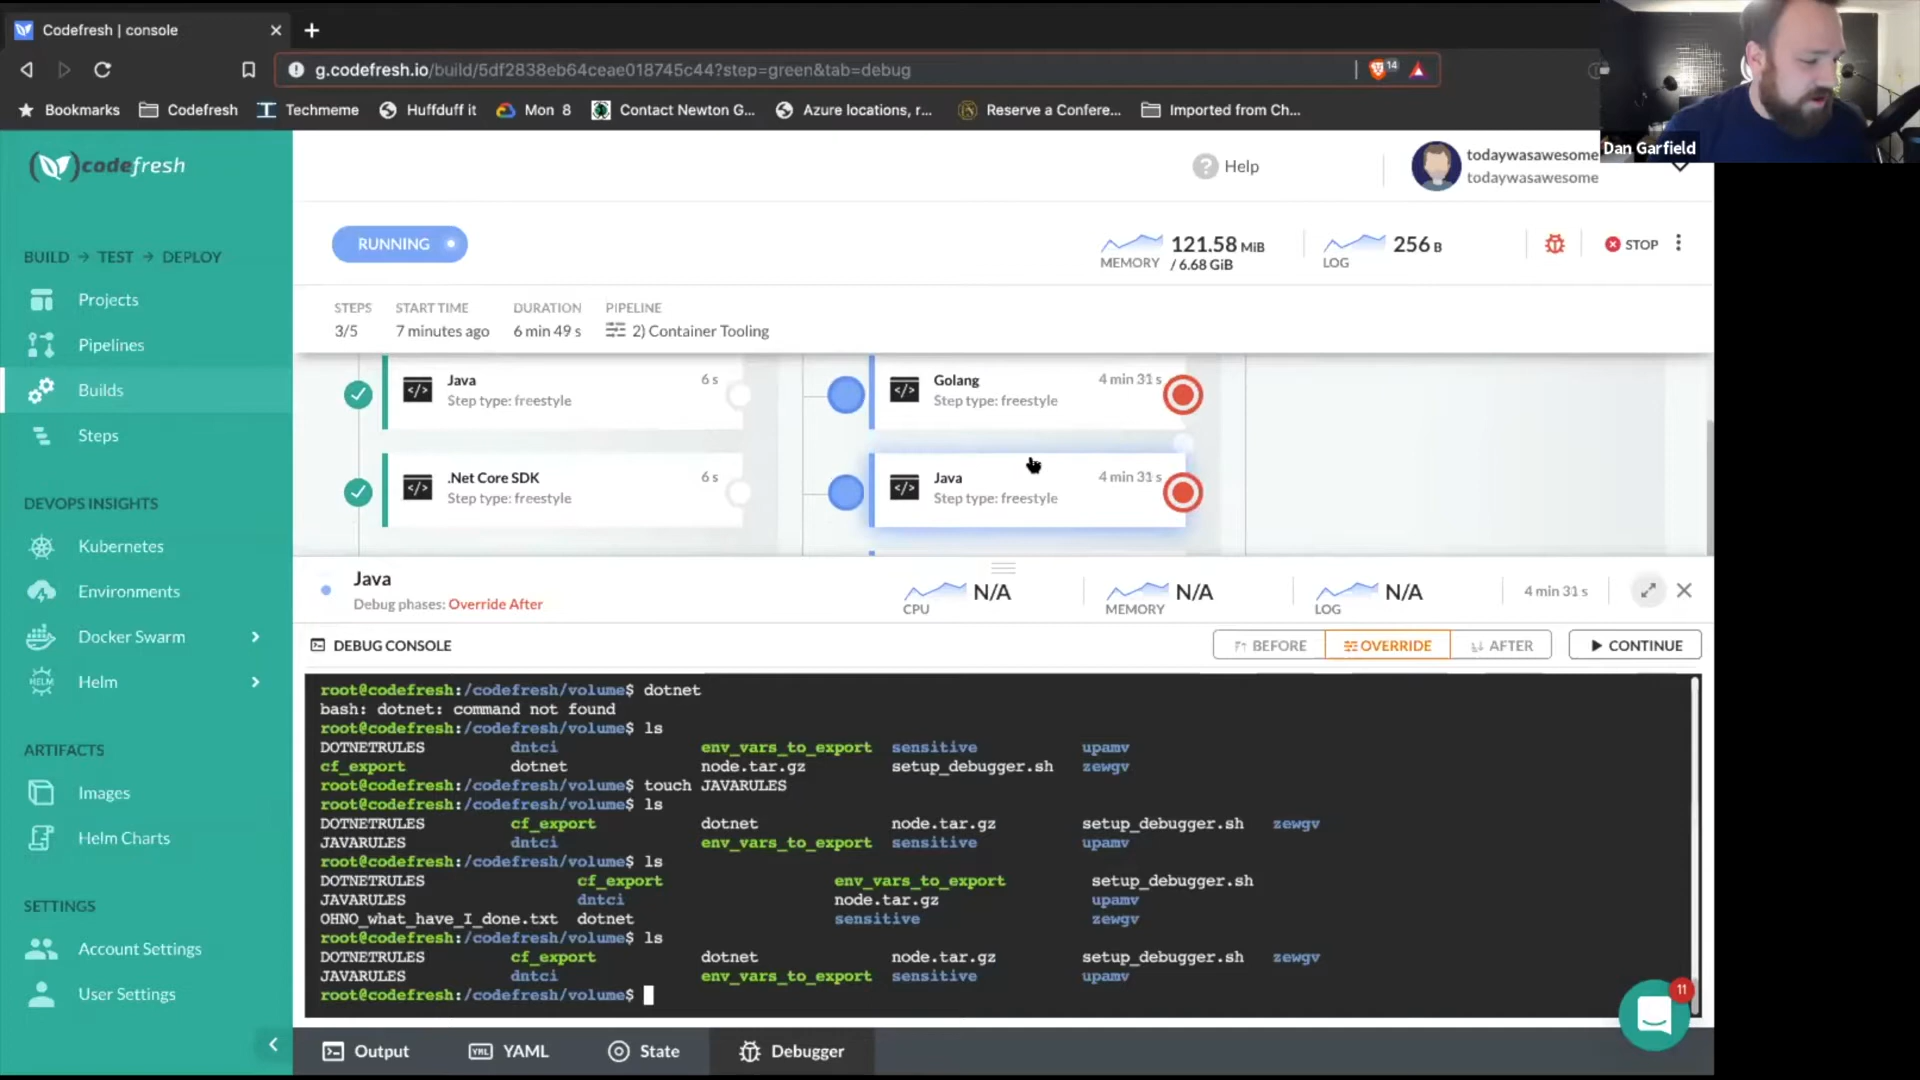 Codefresh | console
g.codefresh.io/build/5df2838eb64ceae018745c44?step=green&tab=debug
14
Bookmarks Codefresh Techmeme Huffduff it Mon 8 Contact Newton G... Azure locations, r... Reserve a Confere... Imported from Ch...
Dan Garfield
codefresh
Help
todaywasawesome
todaywasawesome
BUILD → TEST → DEPLOY
Projects
Pipelines
Builds
Steps
DEVOPS INSIGHTS
Kubernetes
Environments
Docker Swarm
HELM
Helm
ARTIFACTS
Images
Helm Charts
SETTINGS
Account Settings
User Settings
RUNNING
MEMORY
121.58 MiB
/ 6.68 GiB
LOG
256 B
STOP
STEPS START TIME DURATION PIPELINE
3/5 7 minutes ago 6 min 49 s 2) Container Tooling
Java 6 s
Step type: freestyle
Golang 4 min 31 s
Step type: freestyle
.Net Core SDK 6 s
Step type: freestyle
Java 4 min 31 s
Step type: freestyle
Java
Debug phases: Override After
CPU N/A
MEMORY N/A
LOG N/A
4 min 31 s
DEBUG CONSOLE
BEFORE OVERRIDE AFTER CONTINUE
root@codefresh:/codefresh/volume$ dotnet
bash: dotnet: command not found
root@codefresh:/codefresh/volume$ ls
DOTNETRULES dntci env_vars_to_export sensitive upamv
cf_export dotnet node.tar.gz setup_debugger.sh zewgv
root@codefresh:/codefresh/volume$ touch JAVARULES
root@codefresh:/codefresh/volume$ ls
DOTNETRULES cf_export dotnet node.tar.gz setup_debugger.sh zewgv
JAVARULES dntci env_vars_to_export sensitive upamv
root@codefresh:/codefresh/volume$ ls
DOTNETRULES cf_export env_vars_to_export setup_debugger.sh
JAVARULES dntci node.tar.gz upamv
OHNO_what_have_I_done.txt dotnet sensitive zewgv
root@codefresh:/codefresh/volume$ ls
DOTNETRULES cf_export dotnet node.tar.gz setup_debugger.sh zewgv
JAVARULES dntci env_vars_to_export sensitive upamv
root@codefresh:/codefresh/volume$
11
Output YML YAML State Debugger